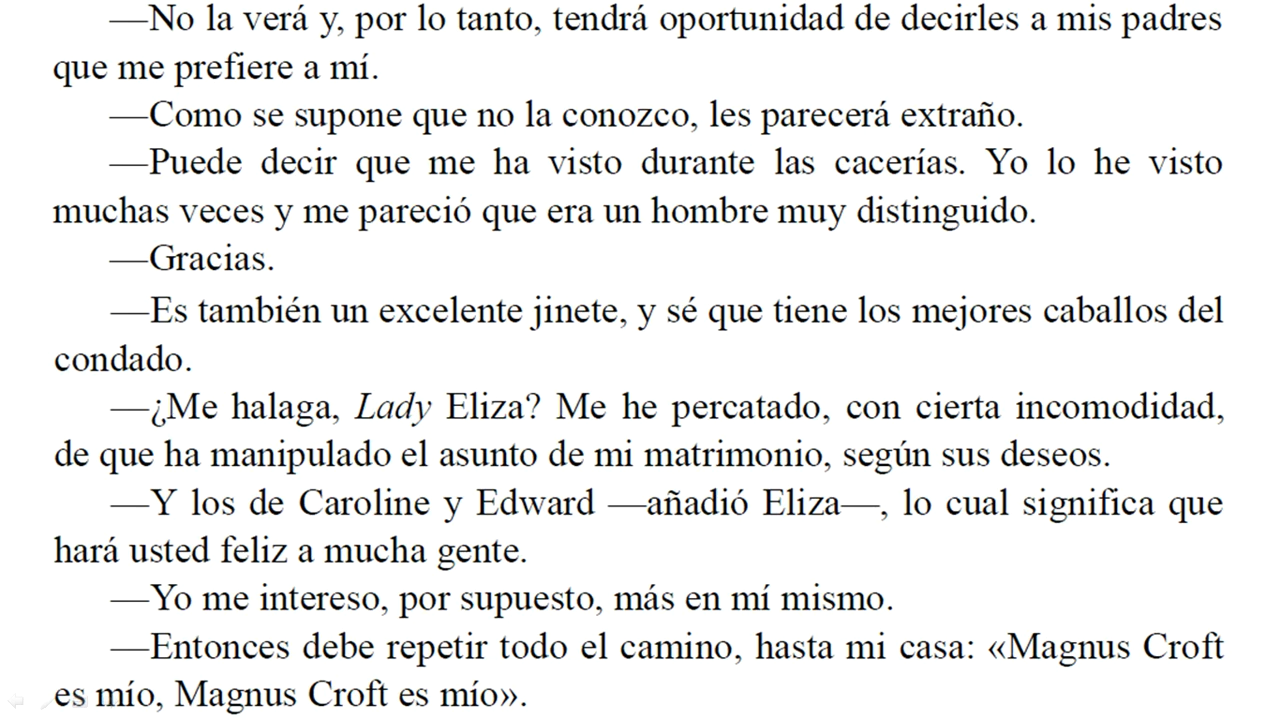 —No la verá y, por lo tanto, tendrá oportunidad de decirles a mis padres
que me prefiere a mí.
—Como se supone que no la conozco, les parecerá extraño.
—Puede decir que me ha visto durante las cacerías. Yo lo he visto
muchas veces y me pareció que era un hombre muy distinguido.
—Gracias.
—Es también un excelente jinete, y sé que tiene los mejores caballos del
condado.
—¿Me halaga, Lady Eliza? Me he percatado, con cierta incomodidad,
de que ha manipulado el asunto de mi matrimonio, según sus deseos.
—Y los de Caroline y Edward —añadió Eliza—, lo cual significa que
hará usted feliz a mucha gente.
—Yo me intereso, por supuesto, más en mí mismo.
—Entonces debe repetir todo el camino, hasta mi casa: «Magnus Croft
es mío, Magnus Croft es mío».